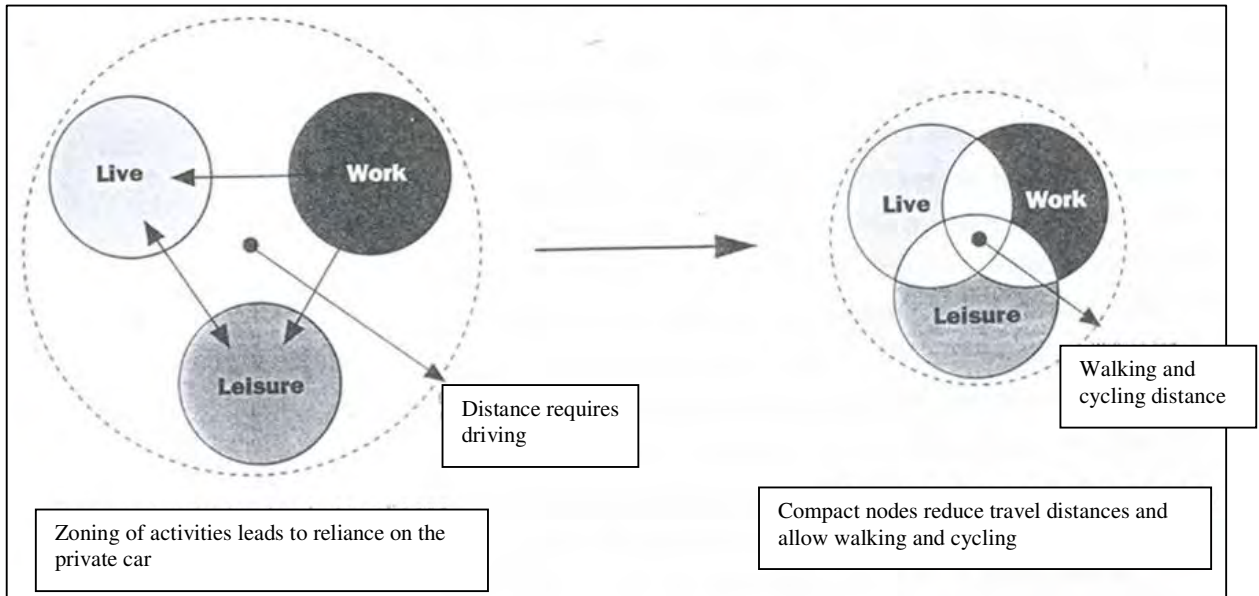 Live
Work
Leisure
Distance requires
driving
Zoning of activities leads to reliance on the
private car
Live
Work
Leisure
Walking and
cycling distance
Compact nodes reduce travel distances and
allow walking and cycling